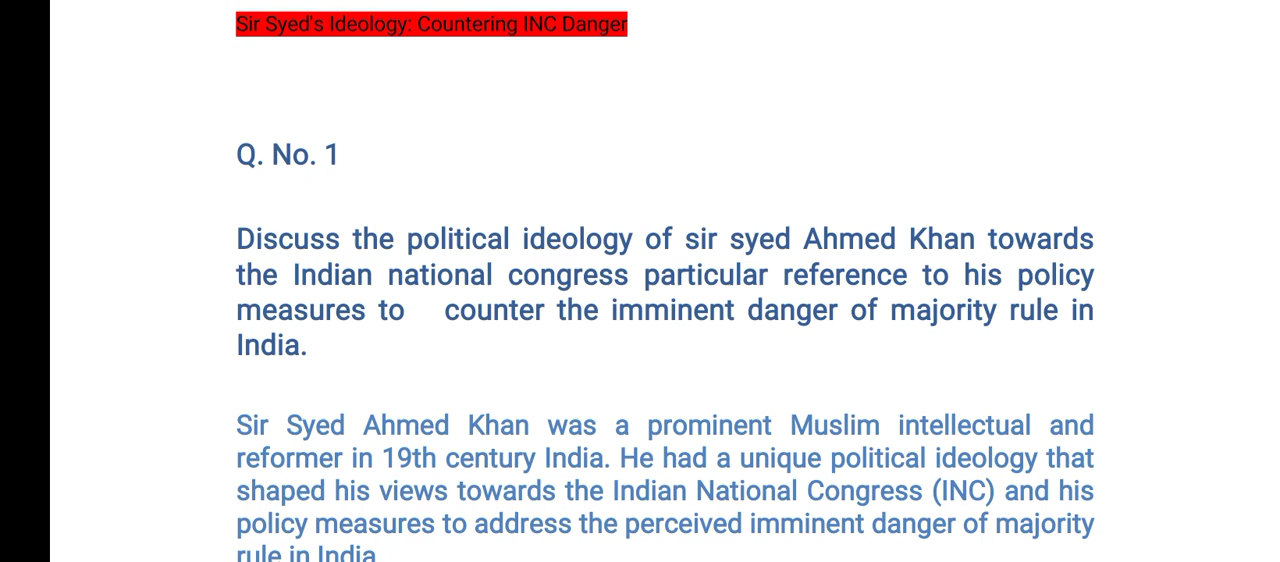 Sir Syed's Ideology: Countering INC Danger
Q. No. 1
Discuss the political ideology of sir syed Ahmed Khan towards
the Indian national congress particular reference to his policy
measures to counter the imminent danger of majority rule in
India.
Sir Syed Ahmed Khan was a prominent Muslim intellectual and
reformer in 19th century India. He had a unique political ideology that
shaped his views towards the Indian National Congress (INC) and his
policy measures to address the perceived imminent danger of majority
rule in India